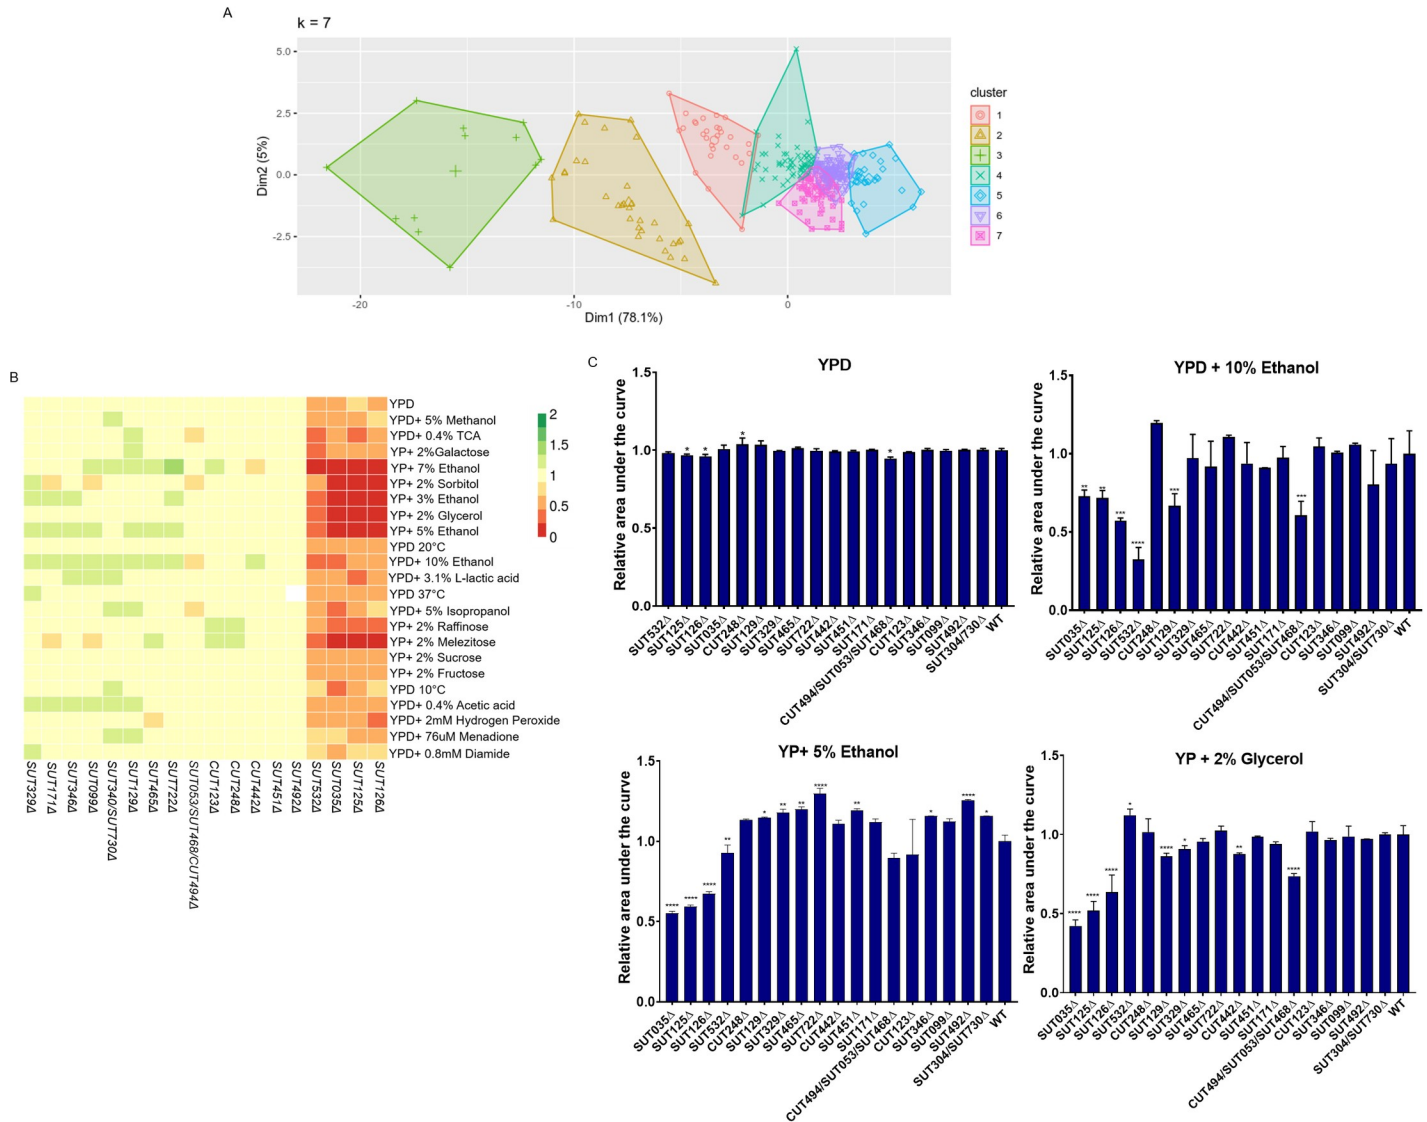 A
k = 7
5.0
2.5
0.0
-2.5
Dim2 (5%)
-20
-10
0
Dim1 (78.1%)
cluster
1
2
3
4
5
6
7
B
YPD
YPD+ 5% Methanol
YPD+ 0.4% TCA
YP+ 2%Galactose
YP+ 7% Ethanol
YP+ 2% Sorbitol
YP+ 3% Ethanol
YP+ 2% Glycerol
YP+ 5% Ethanol
YPD 20°C
YPD+ 10% Ethanol
YPD+ 3.1% L-lactic acid
YPD 37°C
YPD+ 5% Isopropanol
YP+ 2% Raffinose
YP+ 2% Melezitose
YP+ 2% Sucrose
YP+ 2% Fructose
YPD 10°C
YPD+ 0.4% Acetic acid
YPD+ 2mM Hydrogen Peroxide
YPD+ 76uM Menadione
YPD+ 0.8mM Diamide
2
1.5
1
0.5
0
SUT329Δ
SUT171Δ
SUT346Δ
SUT099Δ
SUT340/SUT730Δ
SUT129Δ
SUT465Δ
SUT722Δ
SUT053/SUT468/CUT494Δ
CUT123Δ
CUT248Δ
CUT442Δ
SUT451Δ
SUT492Δ
SUT532Δ
SUT035Δ
SUT125Δ
SUT126Δ
C
YPD
Relative area under the curve
1.5
1.0
0.5
0.0
* * * *
SUT532Δ
SUT125Δ
SUT126Δ
SUT035Δ
CUT248Δ
SUT129Δ
SUT329Δ
SUT465Δ
SUT722Δ
SUT442Δ
SUT451Δ
SUT171Δ
CUT494/SUT053/SUT468Δ
CUT123Δ
SUT346Δ
SUT099Δ
SUT492Δ
SUT304/730Δ
WT
YPD + 10% Ethanol
Relative area under the curve
1.5
1.0
0.5
0.0
** ** *** **** *** ***
SUT035Δ
SUT125Δ
SUT126Δ
SUT532Δ
CUT248Δ
SUT129Δ
SUT329Δ
SUT465Δ
SUT722Δ
CUT442Δ
SUT451Δ
SUT171Δ
CUT494/SUT053/SUT468Δ
CUT123Δ
SUT346Δ
SUT099Δ
SUT492Δ
SUT304/SUT730Δ
WT
YP+ 5% Ethanol
Relative area under the curve
1.5
1.0
0.5
0.0
**** **** **** ** * ** ** **** ** * **** *
SUT035Δ
SUT125Δ
SUT126Δ
SUT532Δ
CUT248Δ
SUT129Δ
SUT329Δ
SUT465Δ
SUT722Δ
CUT442Δ
SUT451Δ
SUT171Δ
CUT494/SUT053/SUT468Δ
CUT123Δ
SUT346Δ
SUT099Δ
SUT492Δ
SUT304/SUT730Δ
WT
YP + 2% Glycerol
Relative area under the curve
1.5
1.0
0.5
0.0
**** **** **** * **** * ** ****
SUT035Δ
SUT125Δ
SUT126Δ
SUT532Δ
CUT248Δ
SUT129Δ
SUT329Δ
SUT465Δ
SUT722Δ
CUT442Δ
SUT451Δ
SUT171Δ
CUT494/SUT053/SUT468Δ
CUT123Δ
SUT346Δ
SUT099Δ
SUT492Δ
SUT304/SUT730Δ
WT